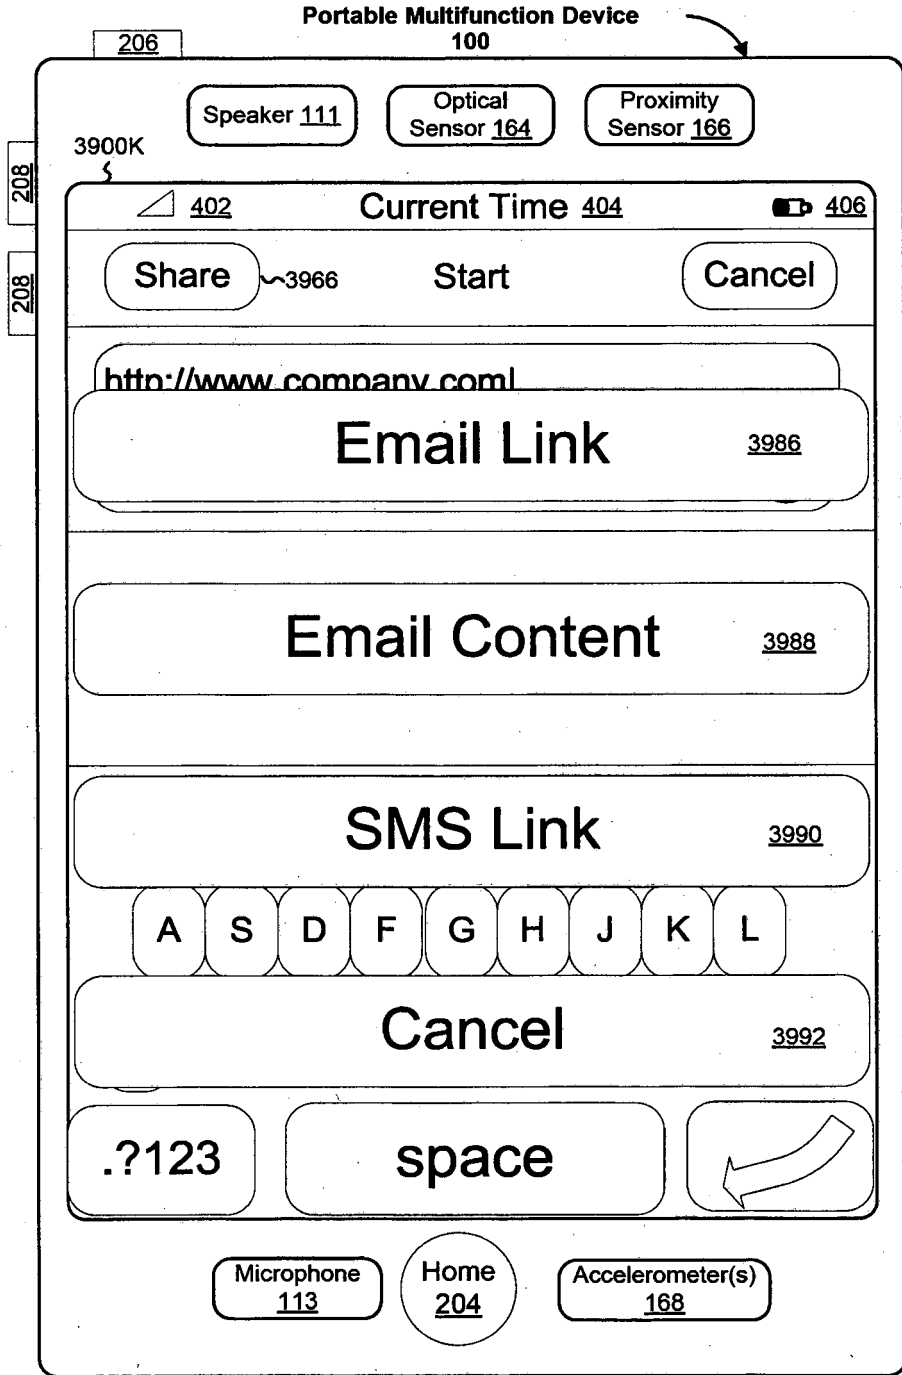 Portable Multifunction Device
100
206
Speaker 111
Optical
Sensor 164
Proximity
Sensor 166
3900K
208
402
Current Time 404
406
Share
3966
Start
Cancel
208
http://www.company.com
Email Link
3986
Email Content
3988
SMS Link
3990
A S D F G H J K L
Cancel
3992
.?123
space
Microphone
113
Home
204
Accelerometer(s)
168